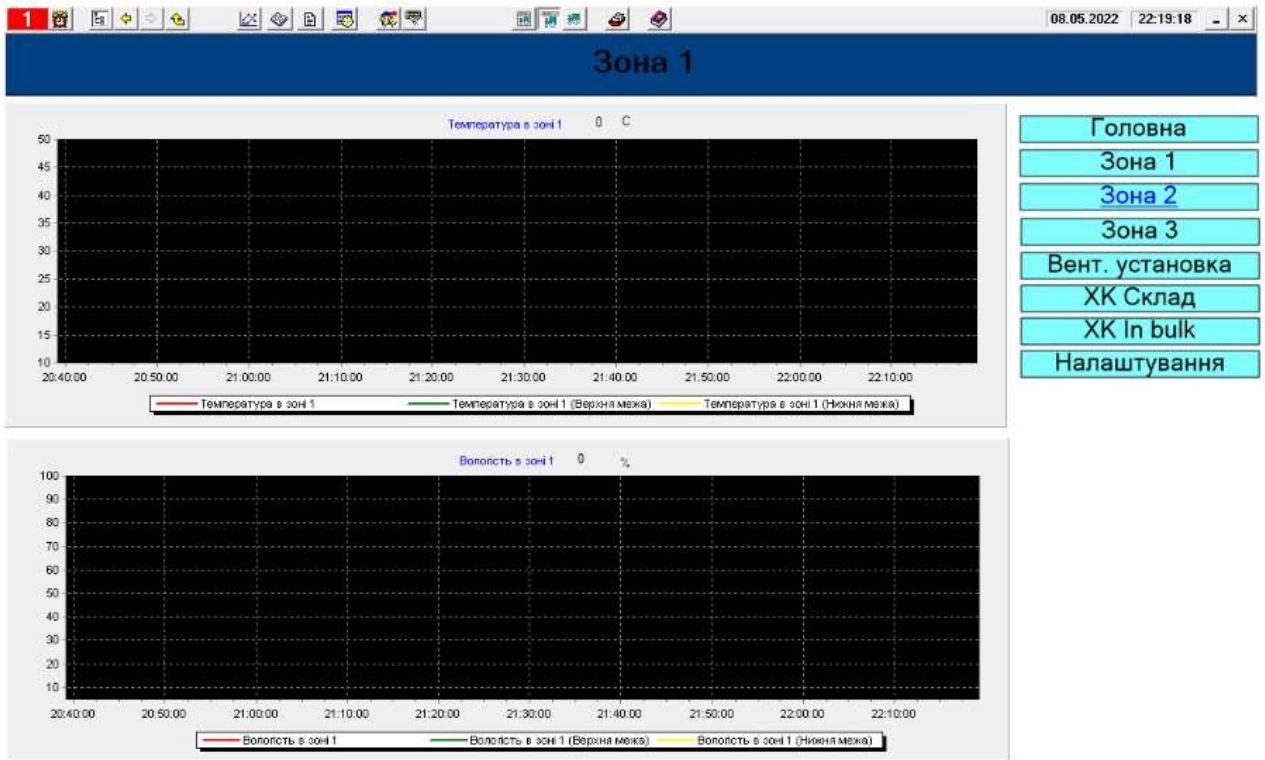 1
08.05.2022 22:19:18
Зона 1
Температура в зоні 1 0 С
50
45
40
35
30
25
20
15
10
20:40:00 20:50:00 21:00:00 21:10:00 21:20:00 21:30:00 21:40:00 21:50:00 22:00:00 22:10:00
Температура в зоні 1 Температура в зоні 1 (Верхня межа) Температура в зоні 1 (Нижня межа)
Головна
Зона 1
Зона 2
Зона 3
Вент. установка
ХК Склад
ХК In bulk
Налаштування
Вологість в зоні 1 0 %
100
90
80
70
60
50
40
30
20
10
20:40:00 20:50:00 21:00:00 21:10:00 21:20:00 21:30:00 21:40:00 21:50:00 22:00:00 22:10:00
Вологість в зоні 1 Вологість в зоні 1 (Верхня межа) Вологість в зоні 1 (Нижня межа)